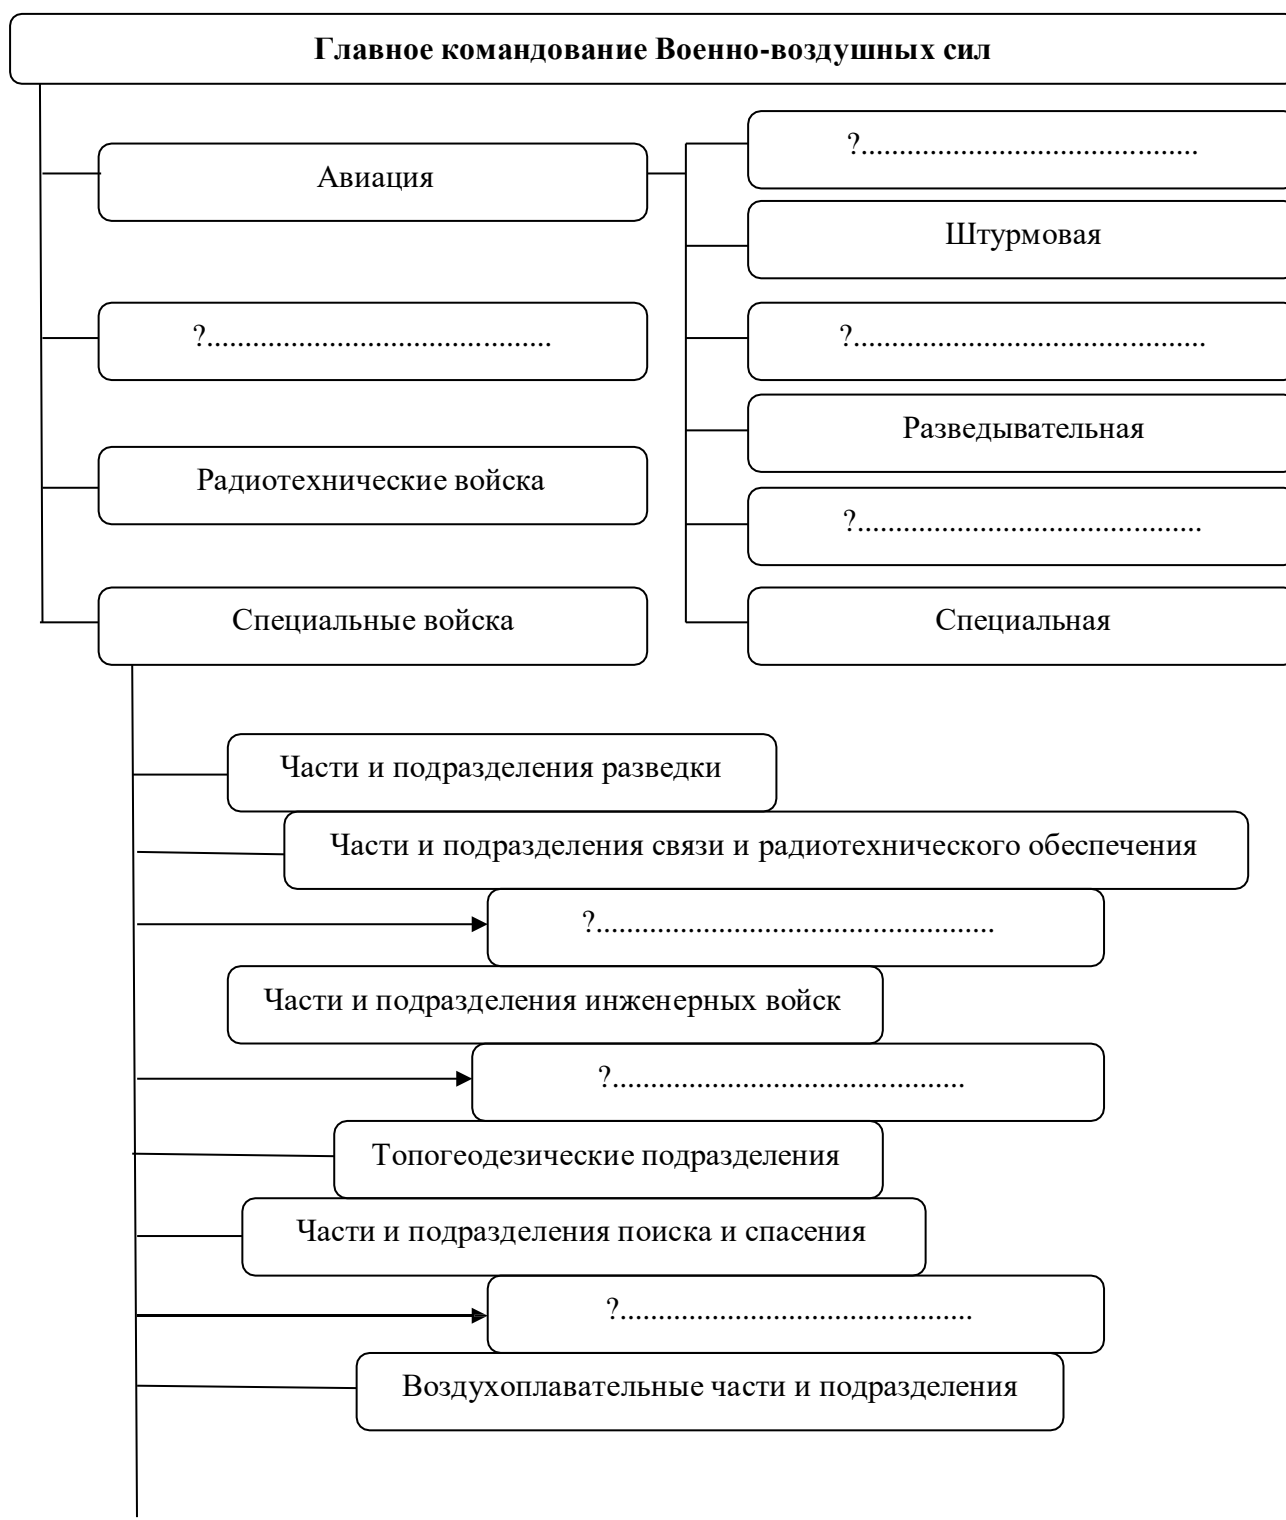 Главное командование Военно-воздушных сил
?............................................
Авиация
Штурмовая
?.............................................
?..............................................
Разведывательная
Радиотехнические войска
?.............................................
Специальные войска
Специальная
Части и подразделения разведки
Части и подразделения связи и радиотехнического обеспечения
?....................................................
Части и подразделения инженерных войск
?................................................
Топогеодезические подразделения
Части и подразделения поиска и спасения
?..............................................
Воздухоплавательные части и подразделения